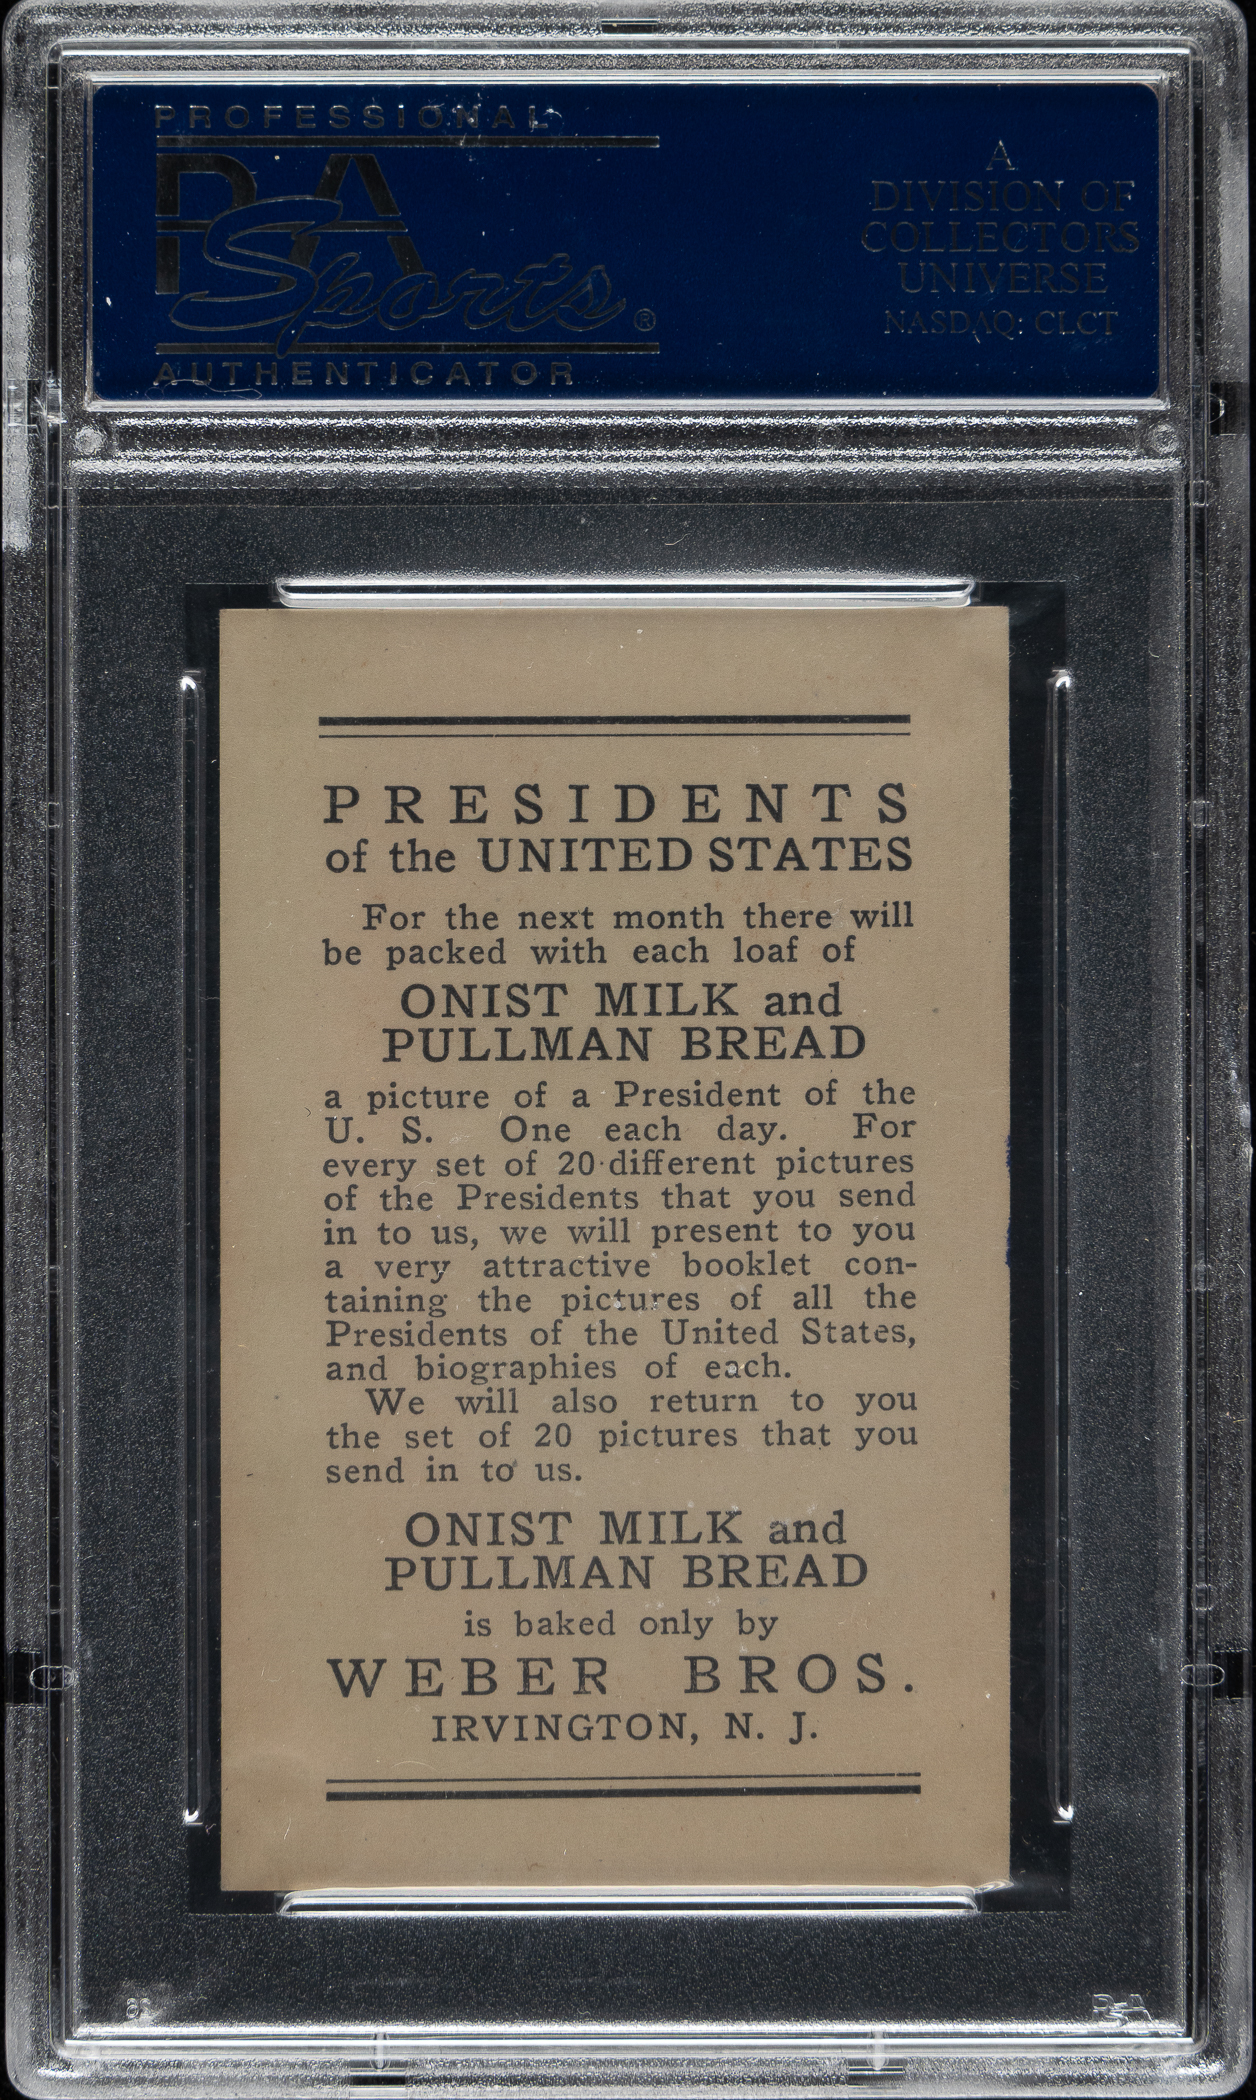 PROFESSIONAL
PSA
Sports ®
AUTHENTICATOR
A
DIVISION OF
COLLECTORS
UNIVERSE
NASDAQ: CLCT
PRESIDENTS
of the UNITED STATES
For the next month there will
be packed with each loaf of
ONIST MILK and
PULLMAN BREAD
a picture of a President of the
U. S. One each day. For
every set of 20 different pictures
of the Presidents that you send
in to us, we will present to you
a very attractive booklet con-
taining the pictures of all the
Presidents of the United States,
and biographies of each.
We will also return to you
the set of 20 pictures that you
send in to us.
ONIST MILK and
PULLMAN BREAD
is baked only by
WEBER BROS.
IRVINGTON, N. J.